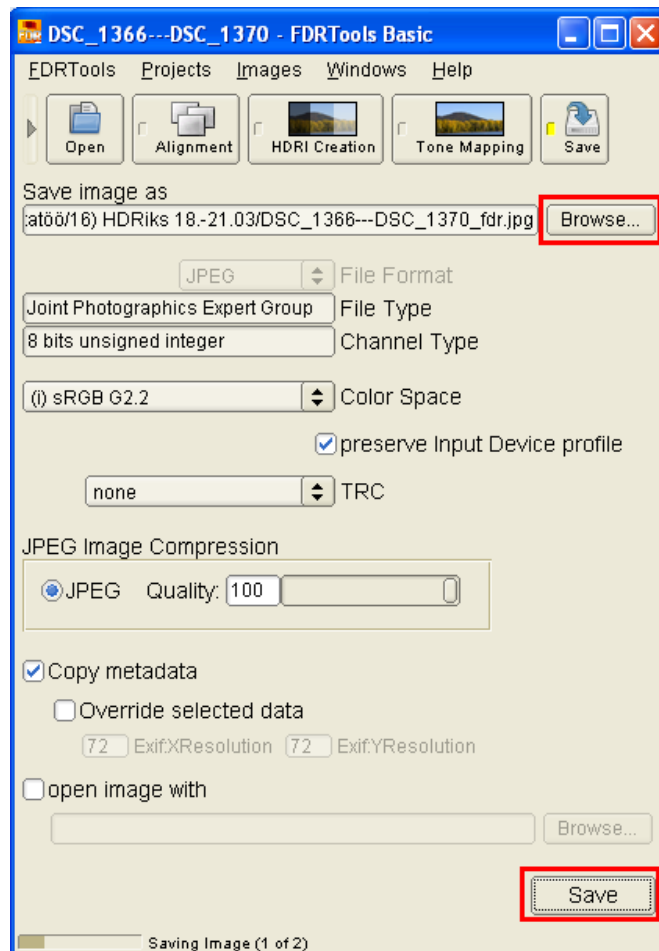 DSC_1366---DSC_1370 - FDRTools Basic
FDRTools Projects Images Windows Help
Open Alignment HDRI Creation Tone Mapping Save
Save image as
:atöö/16) HDRiks 18.-21.03/DSC_1366---DSC_1370_fdr.jpg Browse...
JPEG File Format
Joint Photographics Expert Group File Type
8 bits unsigned integer Channel Type
(i) sRGB G2.2 Color Space
preserve Input Device profile
none TRC
JPEG Image Compression
JPEG Quality: 100
Copy metadata
Override selected data
72 Exif:XResolution 72 Exif:YResolution
open image with
Browse...
Save
Saving Image (1 of 2)